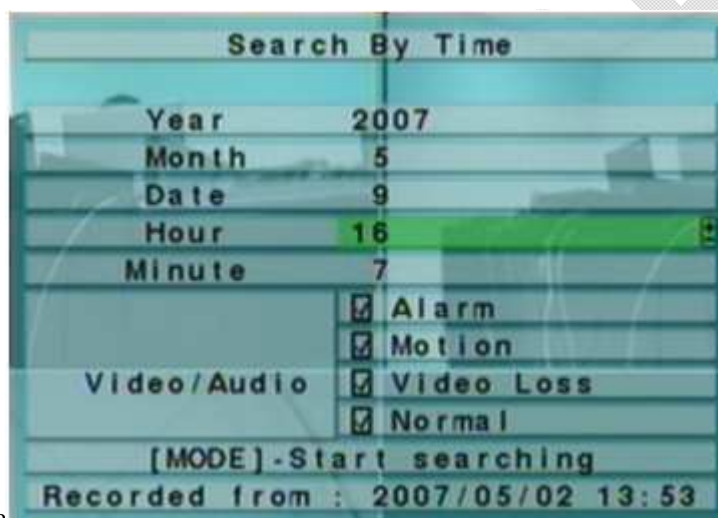 Search By Time
Year 2007
Month 5
Date 9
Hour 16
Minute 7
Video/Audio
Alarm
Motion
Video Loss
Normal
[MODE]-Start searching
Recorded from : 2007/05/02 13:53